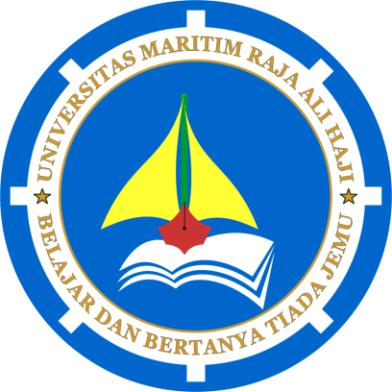 UNIVERSITAS MARITIM RAJA ALI HAJI
BELAJAR DAN BERTANYA TIADA JEMU